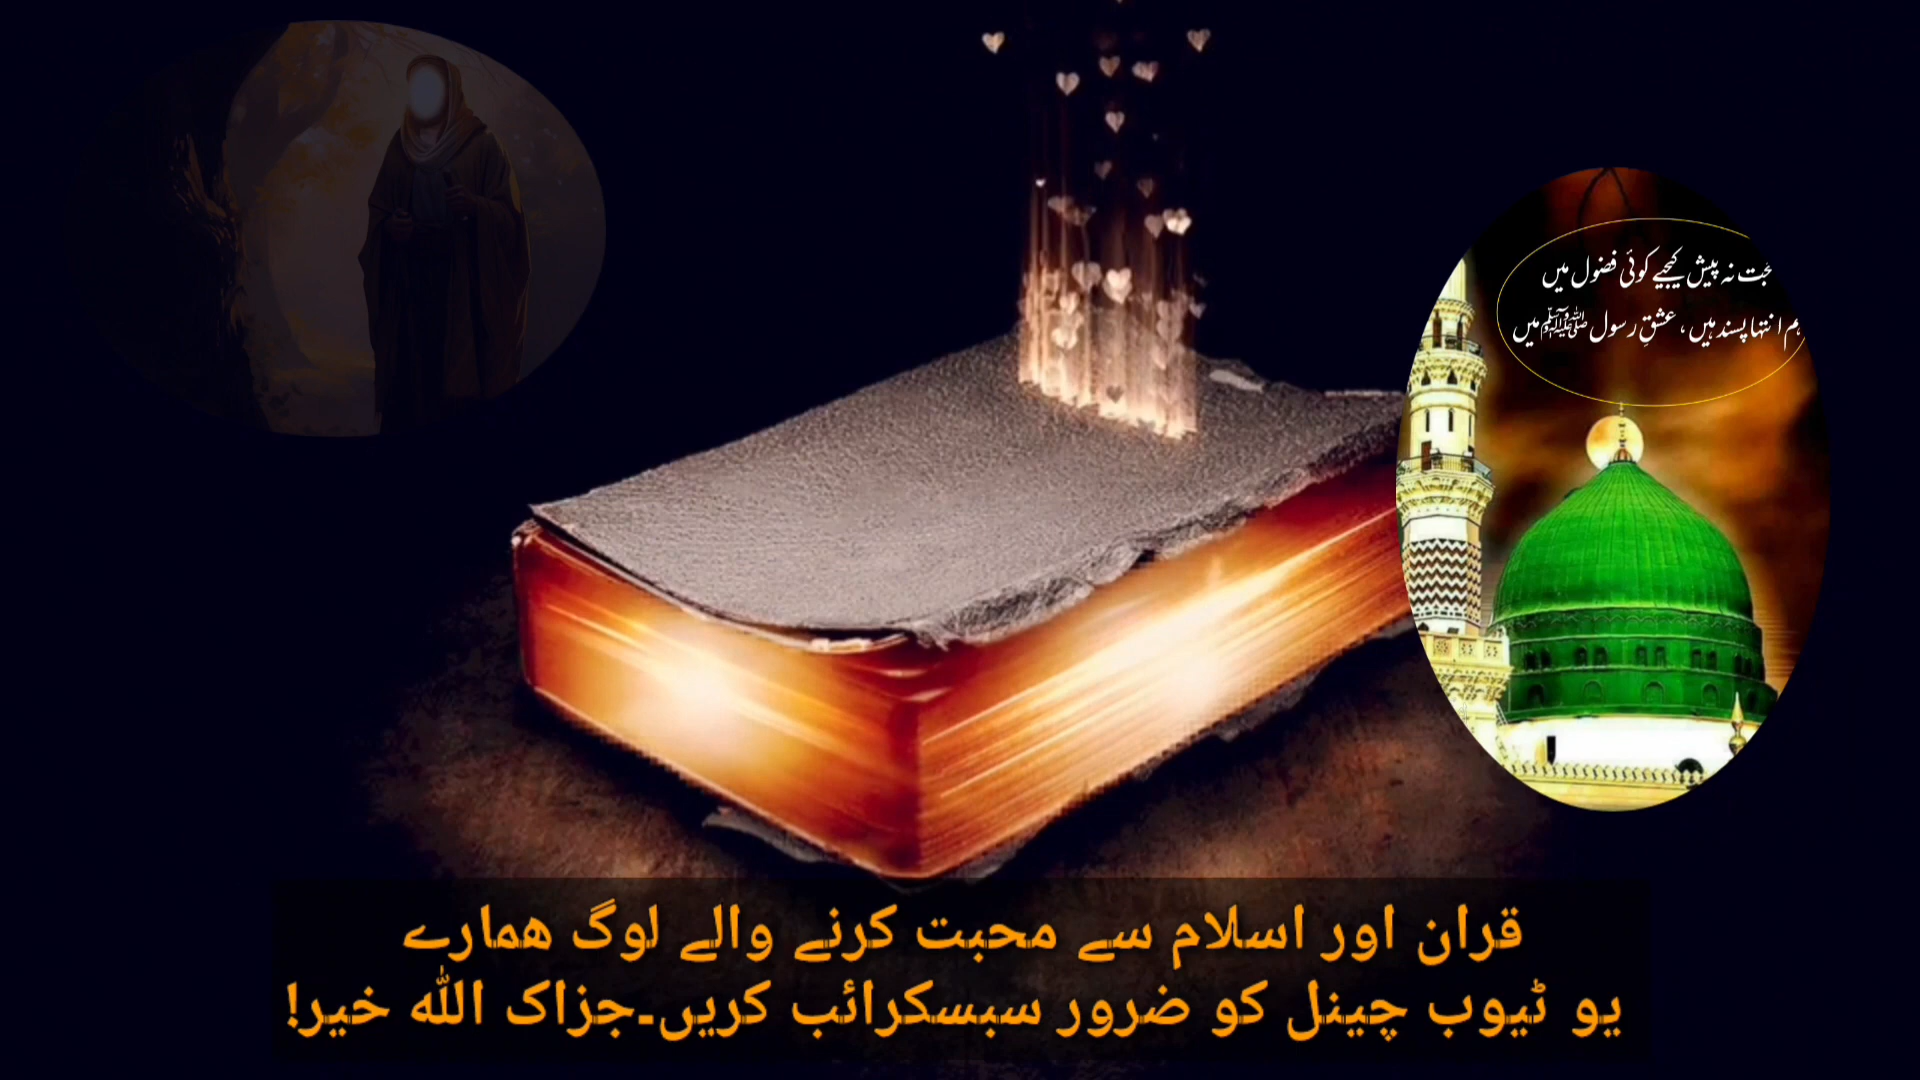 حجت نہ پیش کیجیے کوئی فضول میں
ہم انتہا پسند ہیں ، عشقِ رسول ﷺ میں
قران اور اسلام سے محبت کرنے والے لوگ ھمارے
یو ٹیوب چینل کو ضرور سبسکرائب کریں۔جزاک اللہ خیر!